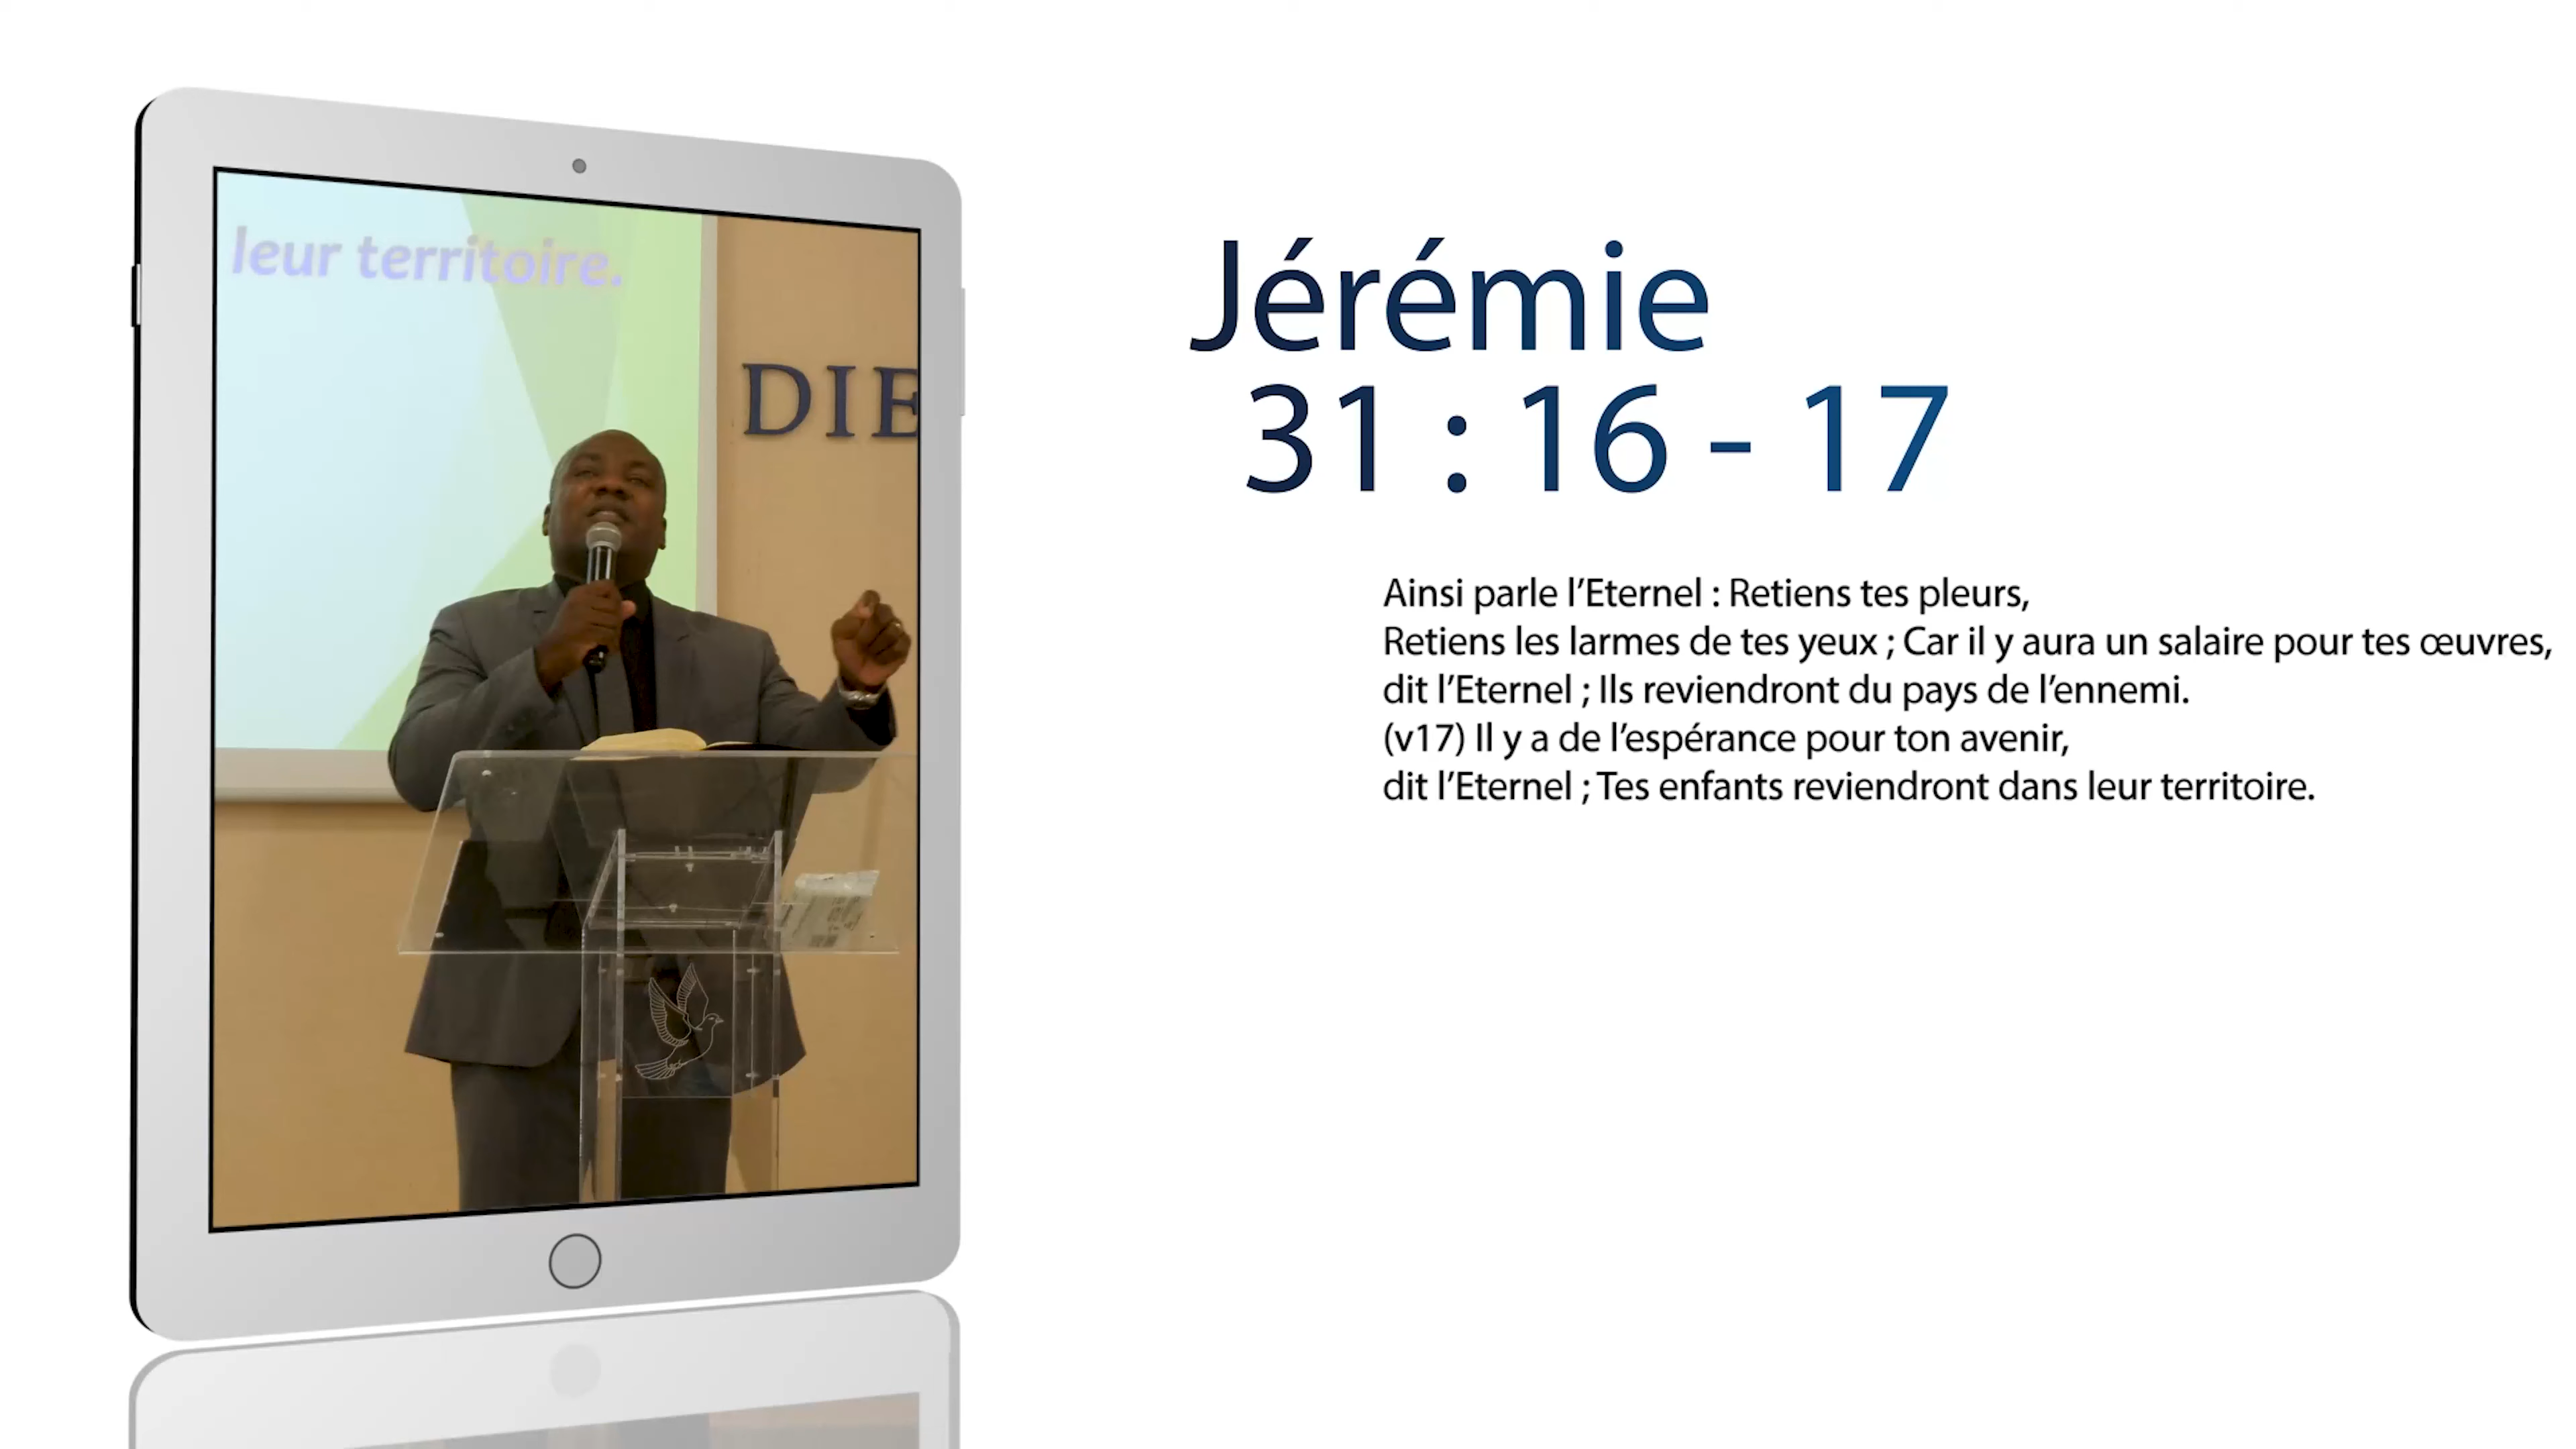 leur territoire.
DIE
Jérémie
31 : 16 - 17
Ainsi parle l’Eternel : Retiens tes pleurs,
Retiens les larmes de tes yeux ; Car il y aura un salaire pour tes œuvres,
dit l’Eternel ; Ils reviendront du pays de l’ennemi.
(v17) Il y a de l’espérance pour ton avenir,
dit l’Eternel ; Tes enfants reviendront dans leur territoire.